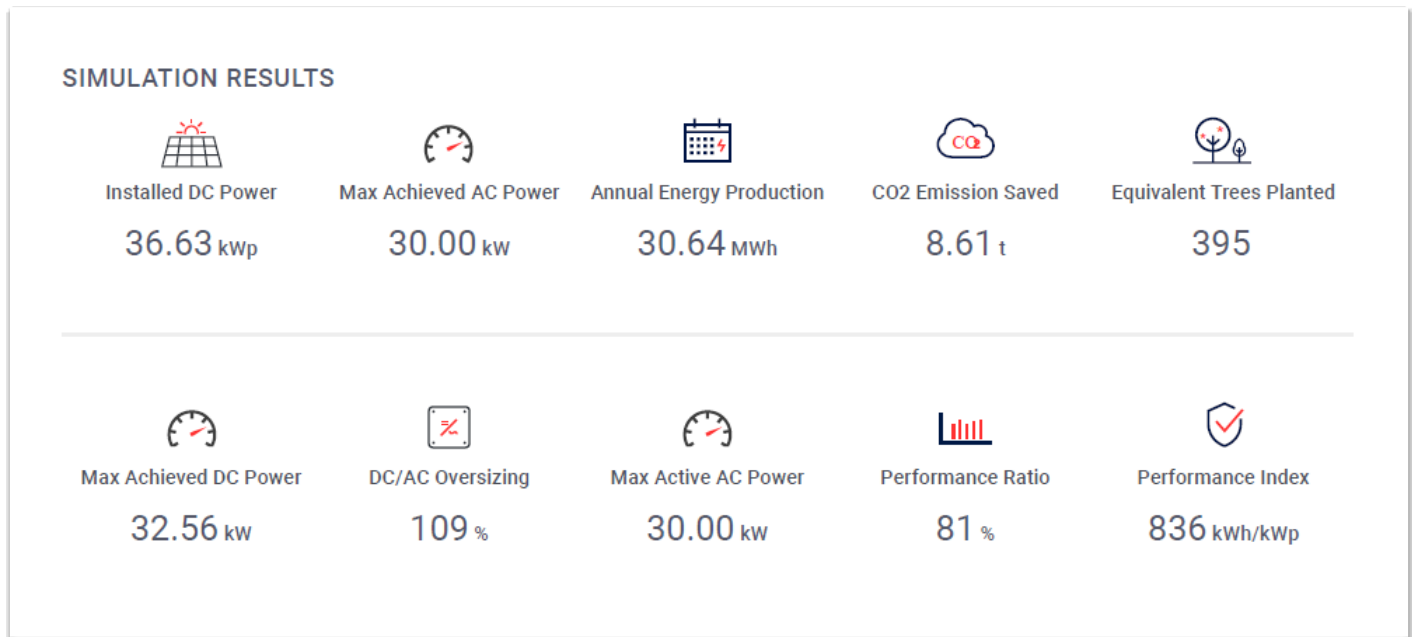 SIMULATION RESULTS
CO2
Installed DC Power
Max Achieved AC Power
Annual Energy Production
CO2 Emission Saved
Equivalent Trees Planted
36.63 kWp
30.00 kW
30.64 MWh
8.61 t
395
Max Achieved DC Power
DC/AC Oversizing
Max Active AC Power
Performance Ratio
Performance Index
32.56 kW
109 %
30.00 kW
81 %
836 kWh/kWp